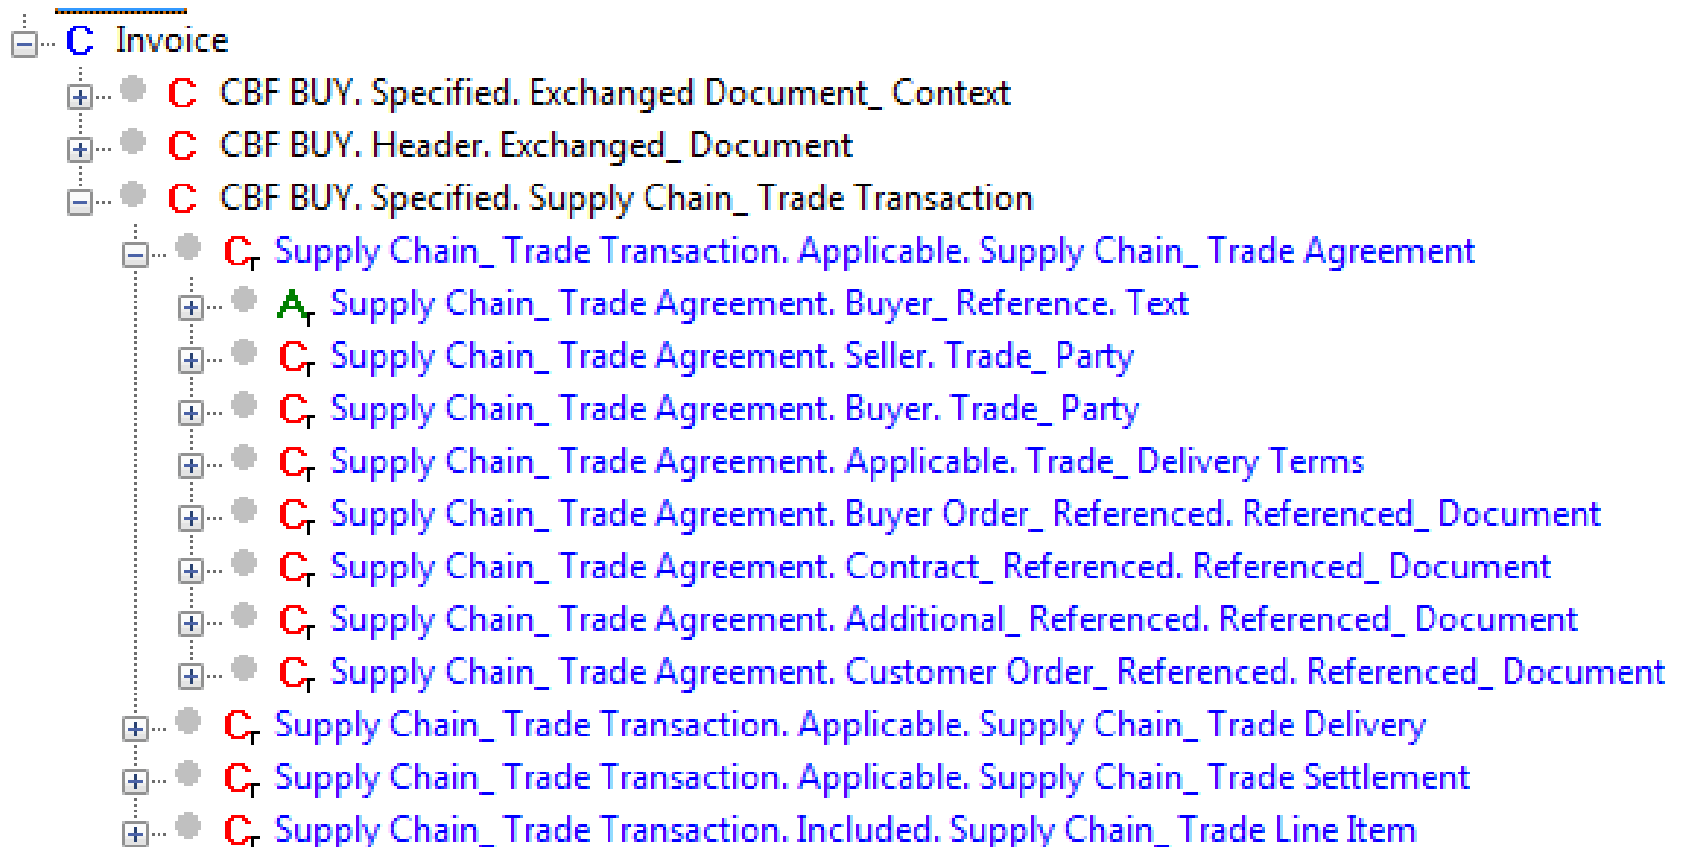 C Invoice
C CBF BUY. Specified. Exchanged Document_ Context
C CBF BUY. Header. Exchanged_ Document
C CBF BUY. Specified. Supply Chain_ Trade Transaction
CT Supply Chain_ Trade Transaction. Applicable. Supply Chain_ Trade Agreement
AT Supply Chain_ Trade Agreement. Buyer_ Reference. Text
CT Supply Chain_ Trade Agreement. Seller. Trade_ Party
CT Supply Chain_ Trade Agreement. Buyer. Trade_ Party
CT Supply Chain_ Trade Agreement. Applicable. Trade_ Delivery Terms
CT Supply Chain_ Trade Agreement. Buyer Order_ Referenced. Referenced_ Document
CT Supply Chain_ Trade Agreement. Contract_ Referenced. Referenced_ Document
CT Supply Chain_ Trade Agreement. Additional_ Referenced. Referenced_ Document
CT Supply Chain_ Trade Agreement. Customer Order_ Referenced. Referenced_ Document
CT Supply Chain_ Trade Transaction. Applicable. Supply Chain_ Trade Delivery
CT Supply Chain_ Trade Transaction. Applicable. Supply Chain_ Trade Settlement
CT Supply Chain_ Trade Transaction. Included. Supply Chain_ Trade Line Item